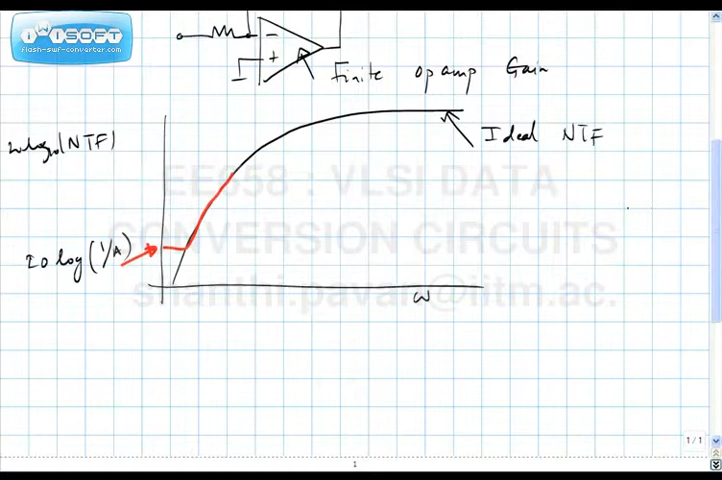 iWiSOFT
flash-swf-converter.com
Finite opamp Gain
20log10(NTF)
Ideal NTF
20 log (1/A)
EE658 : VLSI DATA
CONVERSION CIRCUITS
shanthi.pavan@iitm.ac.
ω
1/1
1